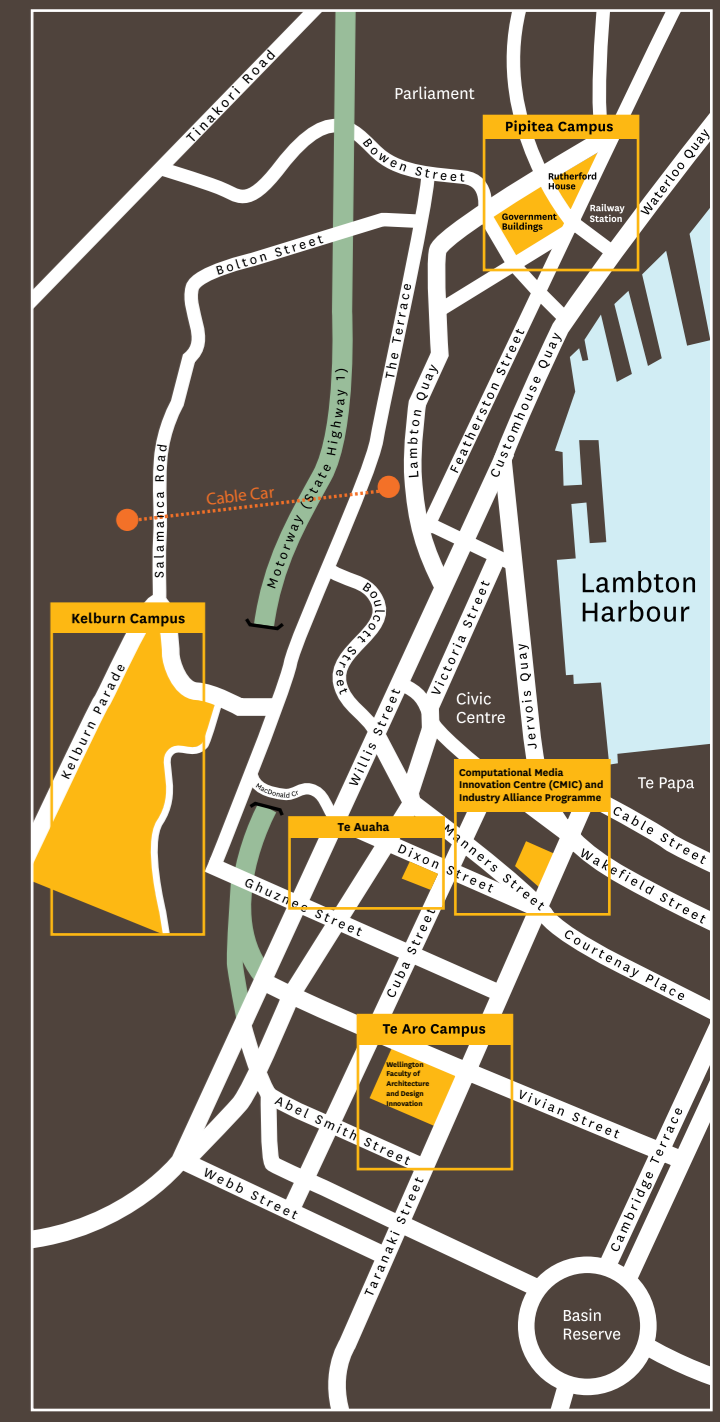 Tinakori Road
Parliament
Pipitea Campus
Bowen Street
Rutherford
House
Waterloo Quay
Government
Buildings
Railway
Station
Bolton Street
The Terrace
Lambton Quay
Featherston Street
Customhouse Quay
Motorway (State Highway 1)
Salamanca Road
Cable Car
Lambton
Harbour
Kelburn Campus
Boulcott Street
Victoria Street
Kelburn Parade
Jervois Quay
Civic
Centre
Willis Street
Computational Media
Innovation Centre (CMIC) and
Industry Alliance Programme
Te Papa
MacDonald Cr
Te Auaha
Cable Street
Manners Street
Dixon Street
Wakefield Street
Ghuznee Street
Cuba Street
Courtenay Place
Te Aro Campus
Wellington
Faculty of
Architecture
and Design
Innovation
Vivian Street
Abel Smith Street
Cambridge Terrace
Webb Street
Taranaki Street
Basin
Reserve